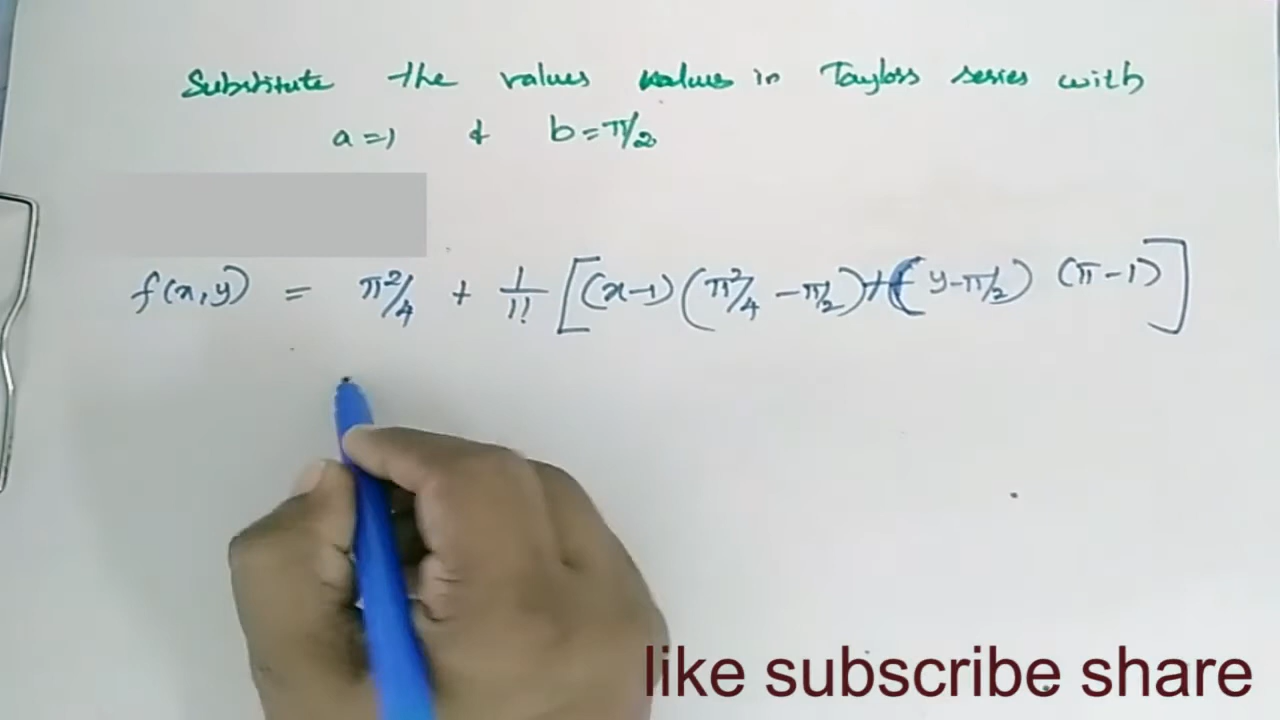 Substitute the values values in Taylors series with
a=1 & b=π/2
f(x,y) = π²/4 + 1/1! [(x-1)(π²/4 - π/2)+(y-π/2) (π-1)]
like subscribe share